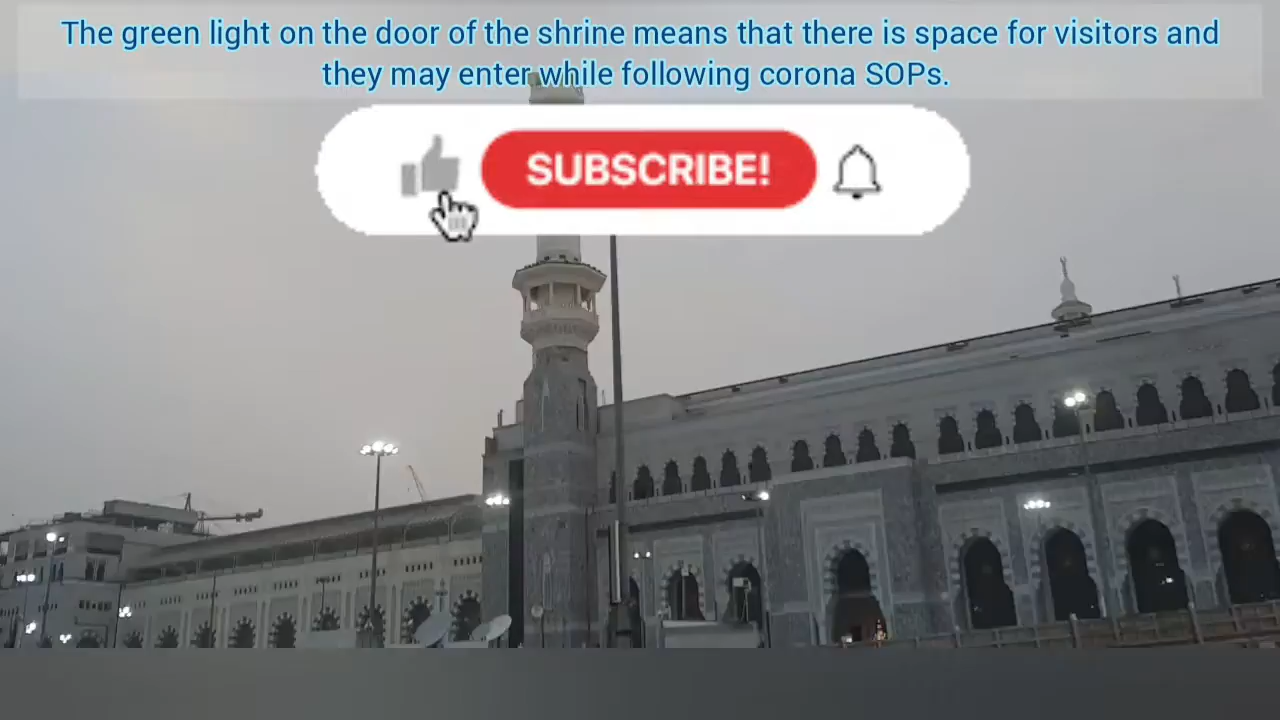 The green light on the door of the shrine means that there is space for visitors and
they may enter while following corona SOPs.
SUBSCRIBE!